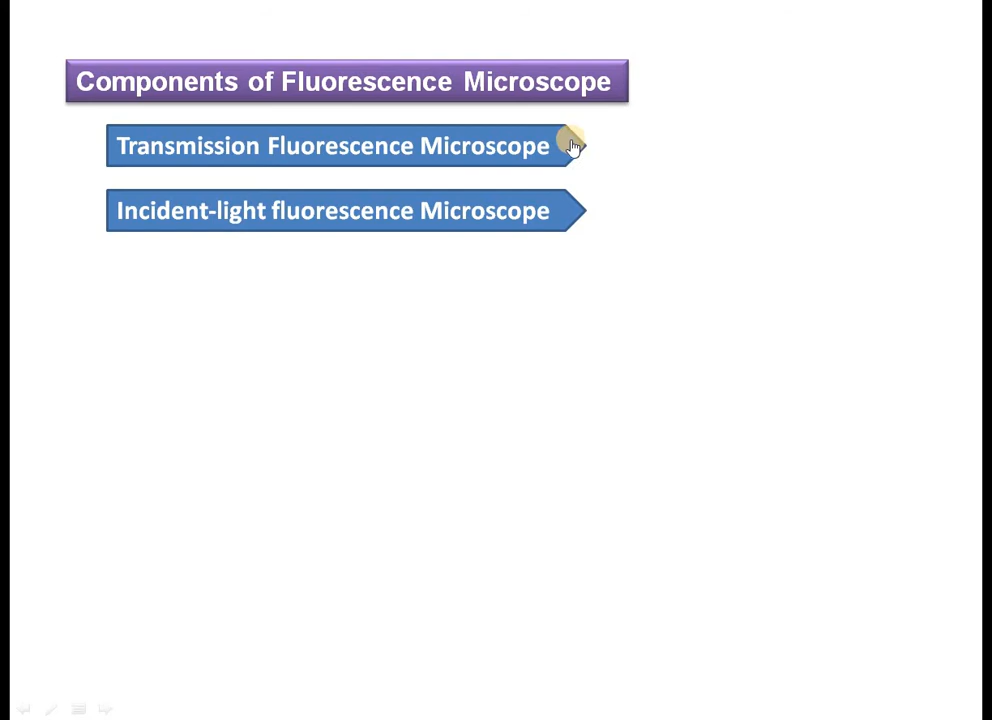 Components of Fluorescence Microscope
Transmission Fluorescence Microscope
Incident-light fluorescence Microscope